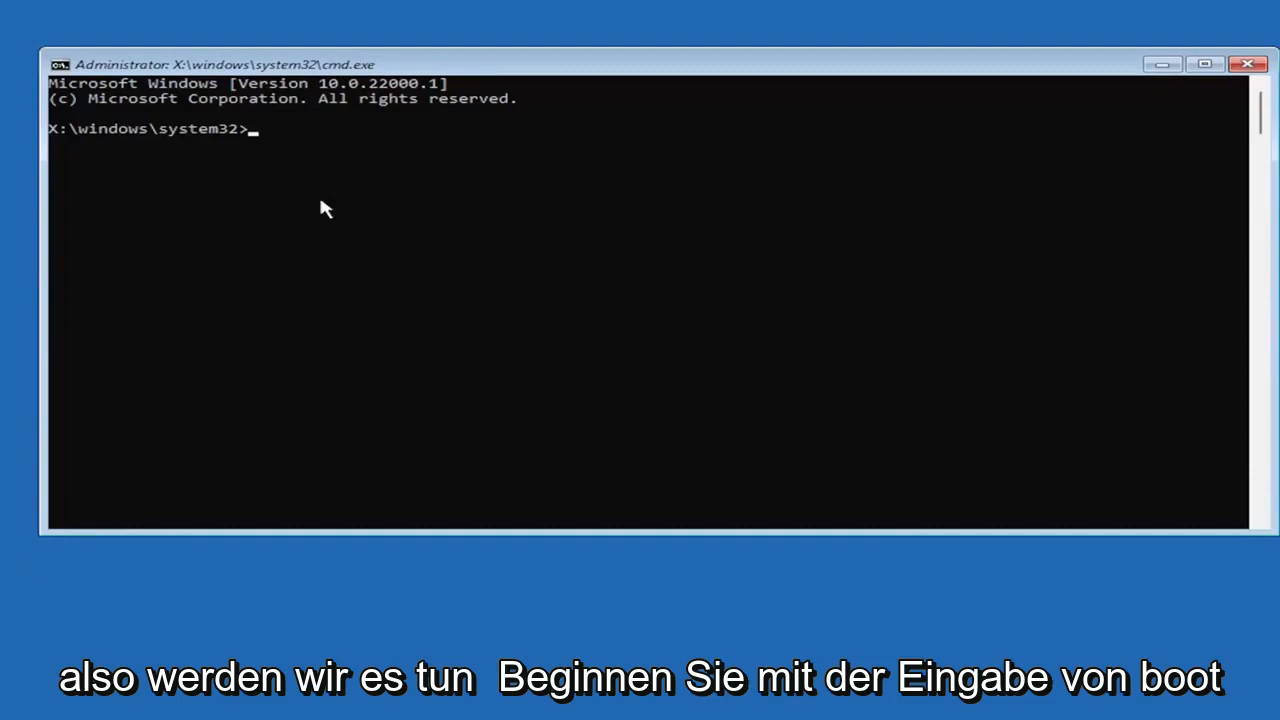 Administrator: X:\windows\system32\cmd.exe
Microsoft Windows [Version 10.0.22000.1]
(c) Microsoft Corporation. All rights reserved.
X:\windows\system32>_
also werden wir es tun  Beginnen Sie mit der Eingabe von boot